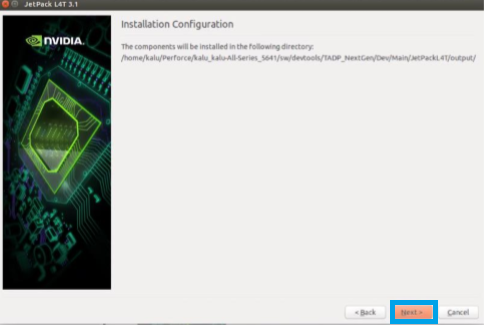 JetPack L4T 3.1
Installation Configuration
NVIDIA.
The components will be installed in the following directory:
/home/kalu/Perforce/kalu_kalu-All-Series_5641/sw/devtools/TADP_NextGen/Dev/Main/JetPackL4T/output/
< Back
Next >
Cancel